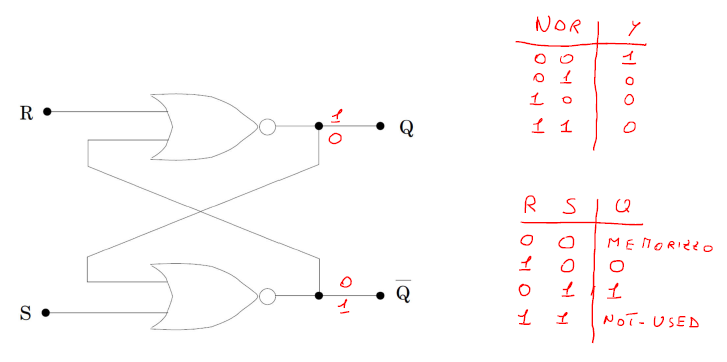 NOR | Y
0 0 | 1
0 1 | 0
1 0 | 0
1 1 | 0
R
1
0
Q
S
0
1
Q̅
R S | Q
0 0 | MEMORIZZO
1 0 | 0
0 1 | 1
1 1 | NOT-USED